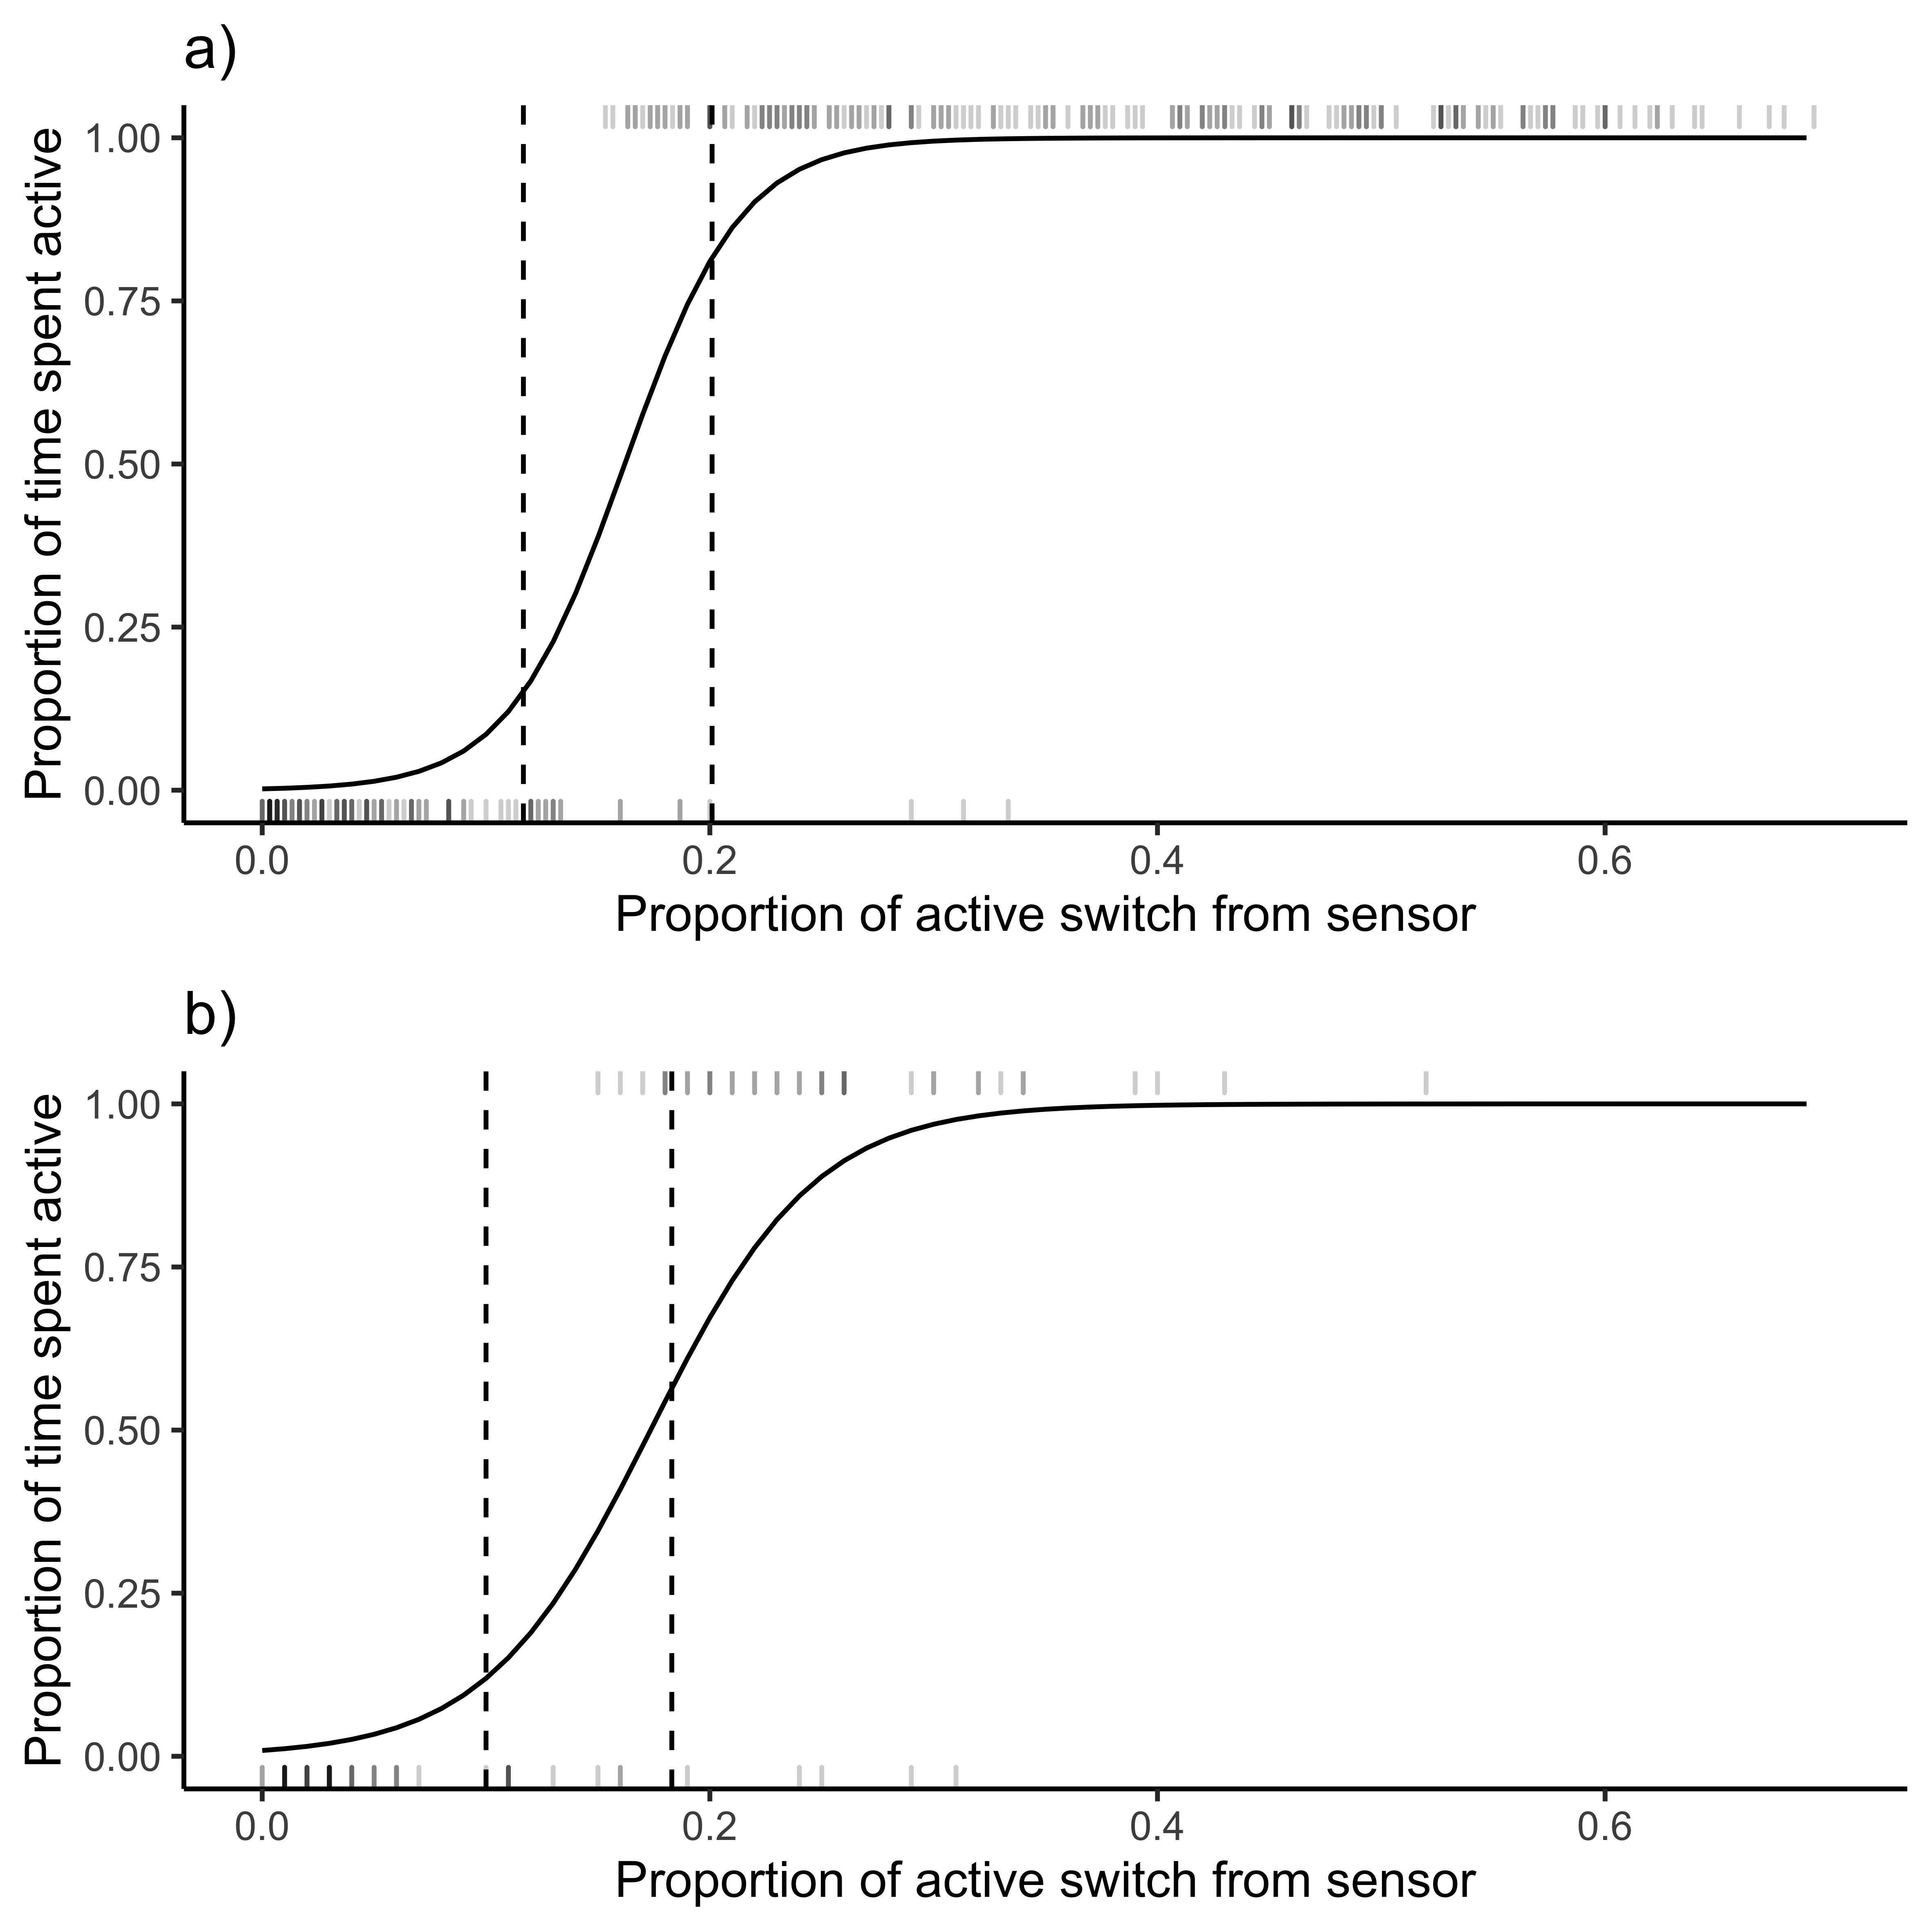 a)
Proportion of time spent active
1.00
0.75
0.50
0.25
0.00
0.0 0.2 0.4 0.6
Proportion of active switch from sensor
b)
Proportion of time spent active
1.00
0.75
0.50
0.25
0.00
0.0 0.2 0.4 0.6
Proportion of active switch from sensor